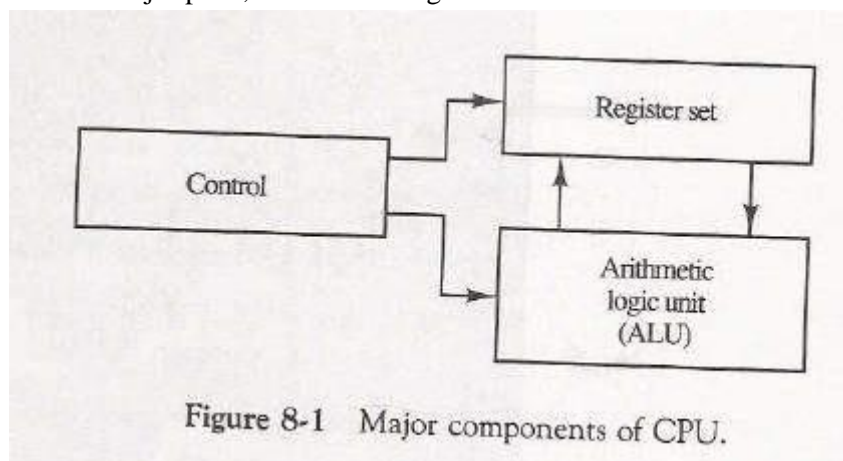 Register set
Control
Arithmetic
logic unit
(ALU)
Figure 8-1 Major components of CPU.